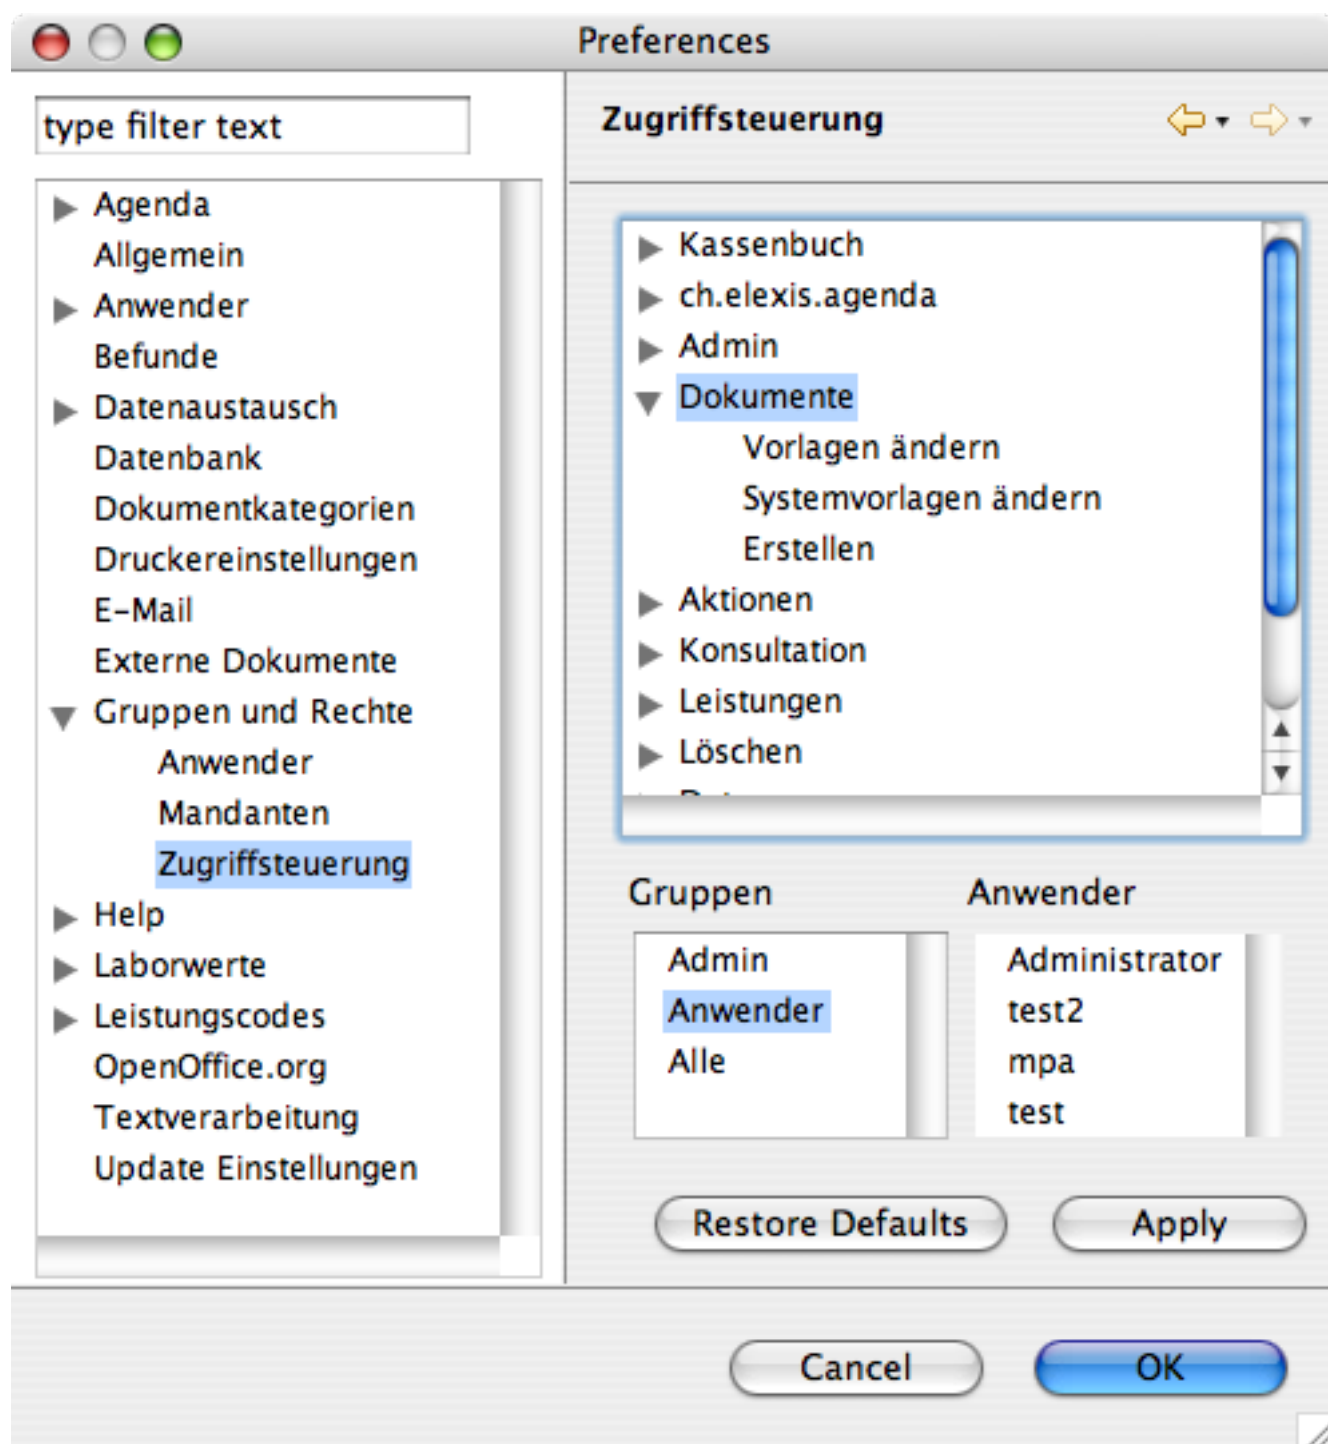 Preferences
type filter text
Agenda
Allgemein
Anwender
Befunde
Datenaustausch
Datenbank
Dokumentkategorien
Druckereinstellungen
E-Mail
Externe Dokumente
Gruppen und Rechte
Anwender
Mandanten
Zugriffsteuerung
Help
Laborwerte
Leistungscodes
OpenOffice.org
Textverarbeitung
Update Einstellungen
Zugriffsteuerung
Kassenbuch
ch.elexis.agenda
Admin
Dokumente
Vorlagen ändern
Systemvorlagen ändern
Erstellen
Aktionen
Konsultation
Leistungen
Löschen
Gruppen
Admin
Anwender
Alle
Anwender
Administrator
test2
mpa
test
Restore Defaults
Apply
Cancel
OK